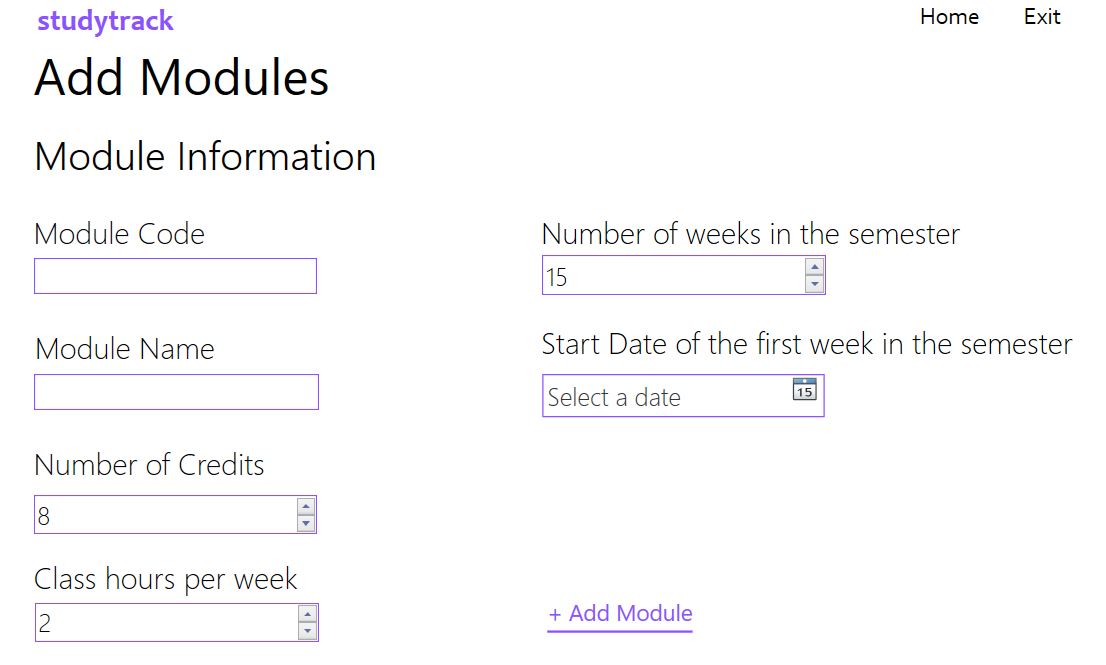 studytrack
Home
Exit
Add Modules
Module Information
Module Code
Number of weeks in the semester
15
Module Name
Start Date of the first week in the semester
Select a date
15
Number of Credits
8
Class hours per week
2
+ Add Module